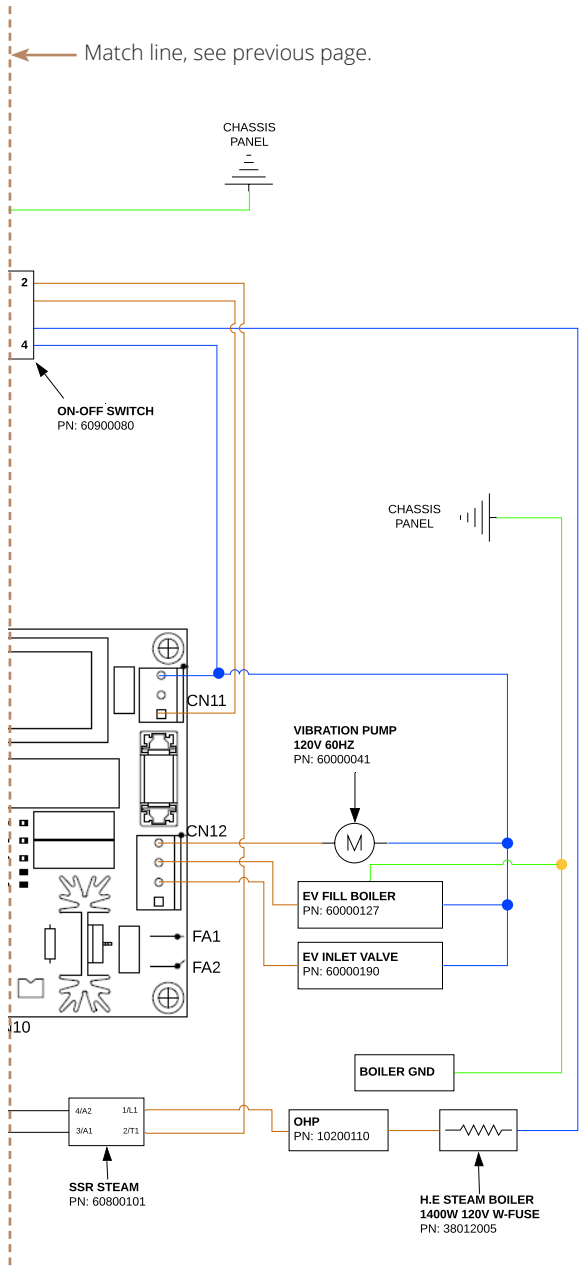 Match line, see previous page.
CHASSIS
PANEL
2
4
ON-OFF SWITCH
PN: 60900080
CHASSIS
PANEL
CN11
VIBRATION PUMP
120V 60HZ
PN: 60000041
CN12
M
EV FILL BOILER
PN: 60000127
FA1
EV INLET VALVE
PN: 60000190
FA2
10
BOILER GND
4/A2
1/L1
3/A1
2/T1
OHP
PN: 10200110
SSR STEAM
PN: 60800101
H.E STEAM BOILER
1400W 120V W-FUSE
PN: 38012005